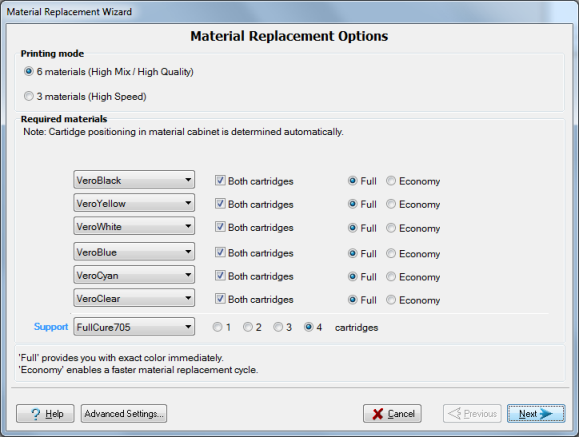 Material Replacement Wizard
Material Replacement Options
Printing mode
6 materials (High Mix / High Quality)
3 materials (High Speed)
Required materials
Note: Cartidge positioning in material cabinet is determined automatically.
VeroBlack Both cartridges Full Economy
VeroYellow Both cartridges Full Economy
VeroWhite Both cartridges Full Economy
VeroBlue Both cartridges Full Economy
VeroCyan Both cartridges Full Economy
VeroClear Both cartridges Full Economy
Support FullCure705 1 2 3 4 cartridges
'Full' provides you with exact color immediately.
'Economy' enables a faster material replacement cycle.
? Help Advanced Settings... Cancel Previous Next